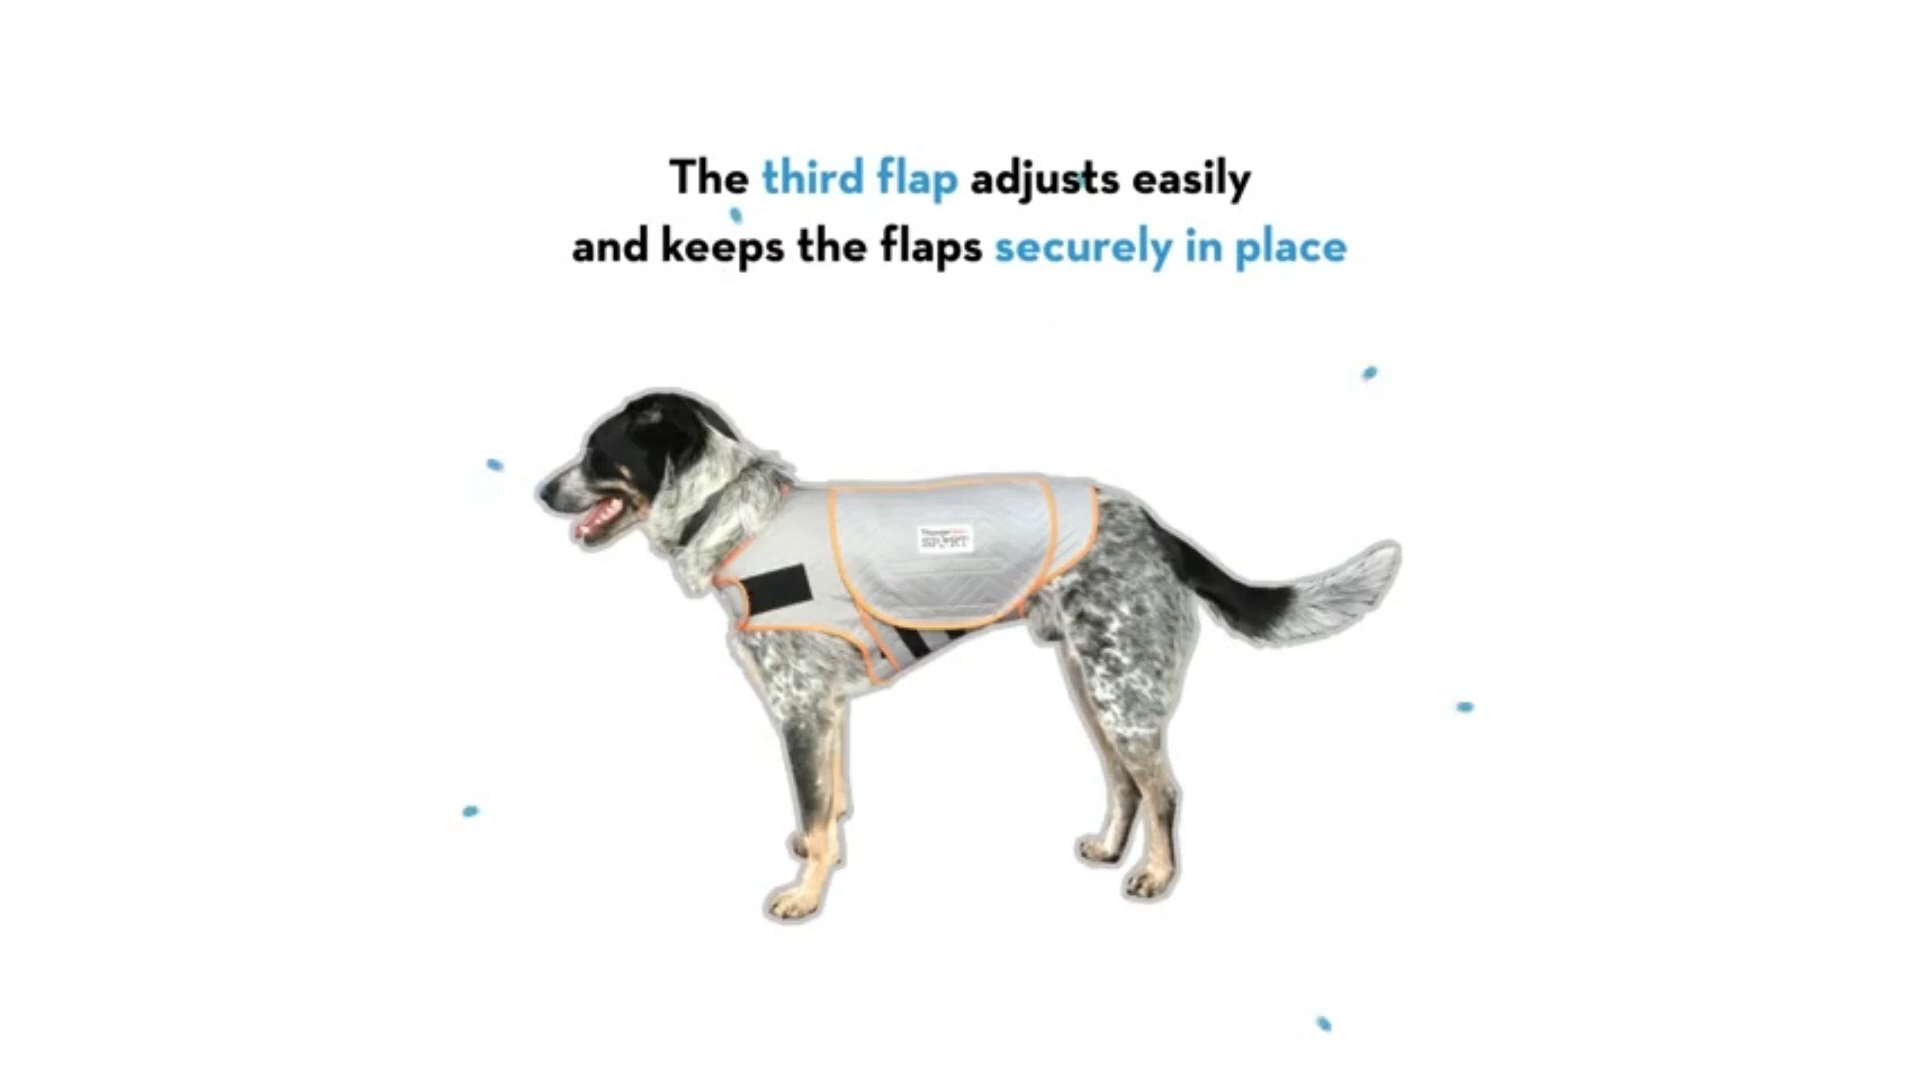 The third flap adjusts easily
and keeps the flaps securely in place